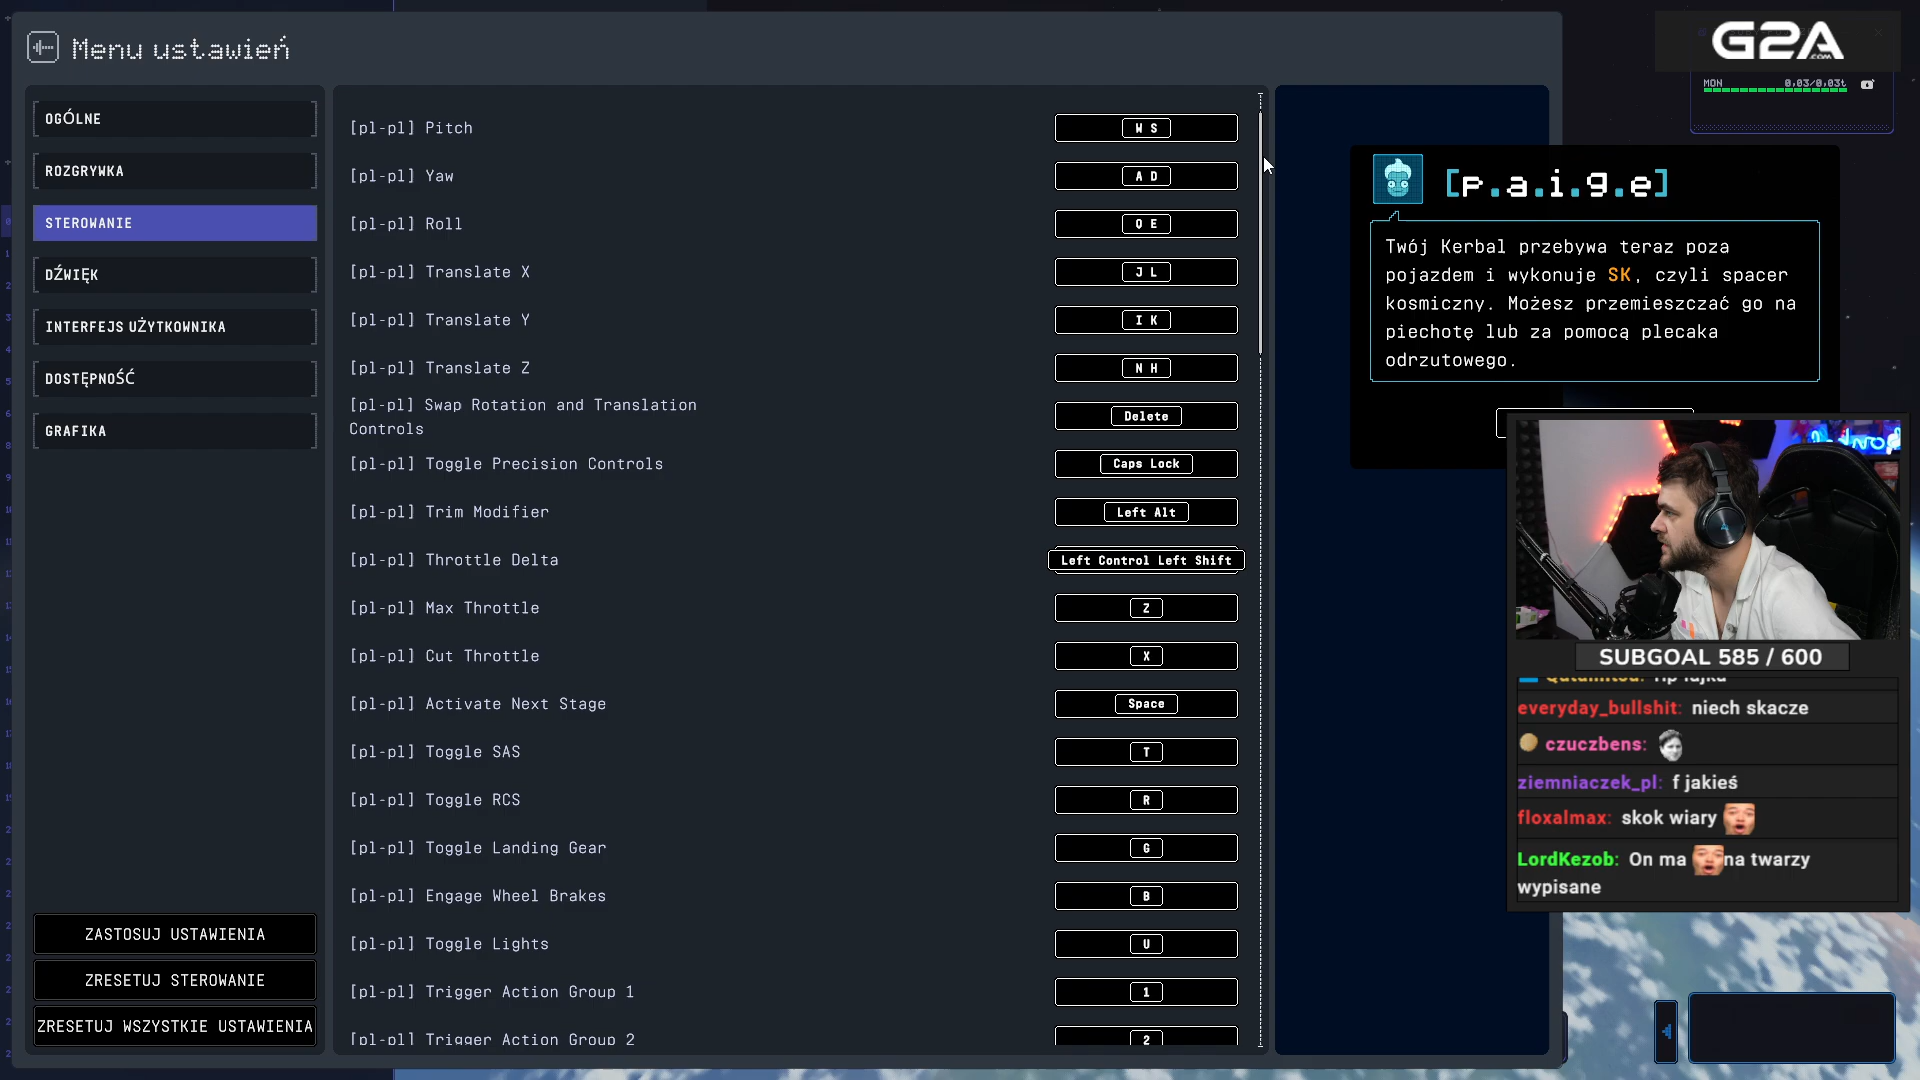 Menu ustawień
OGÓLNE
ROZGRYWKA
STEROWANIE
DŹWIĘK
INTERFEJS UŻYTKOWNIKA
DOSTĘPNOŚĆ
GRAFIKA
ZASTOSUJ USTAWIENIA
ZRESETUJ STEROWANIE
ZRESETUJ WSZYSTKIE USTAWIENIA
[pl-pl] Pitch W S
[pl-pl] Yaw A D
[pl-pl] Roll Q E
[pl-pl] Translate X J L
[pl-pl] Translate Y I K
[pl-pl] Translate Z N H
[pl-pl] Swap Rotation and Translation
Controls Delete
[pl-pl] Toggle Precision Controls Caps Lock
[pl-pl] Trim Modifier Left Alt
[pl-pl] Throttle Delta Left Control Left Shift
[pl-pl] Max Throttle Z
[pl-pl] Cut Throttle X
[pl-pl] Activate Next Stage Space
[pl-pl] Toggle SAS T
[pl-pl] Toggle RCS R
[pl-pl] Toggle Landing Gear G
[pl-pl] Engage Wheel Brakes B
[pl-pl] Toggle Lights U
[pl-pl] Trigger Action Group 1 1
[pl-pl] Trigger Action Group 2 2
G2A.COM
MON 0,03/0,03t
[p.a.i.g.e]
Twój Kerbal przebywa teraz poza
pojazdem i wykonuje SK, czyli spacer
kosmiczny. Możesz przemieszczać go na
piechotę lub za pomocą plecaka
odrzutowego.
SUBGOAL 585 / 600
everyday_bullshit: niech skacze
czuczbens:
ziemniaczek_pl: f jakieś
floxalmax: skok wiary
LordKezob: On ma na twarzy
wypisane